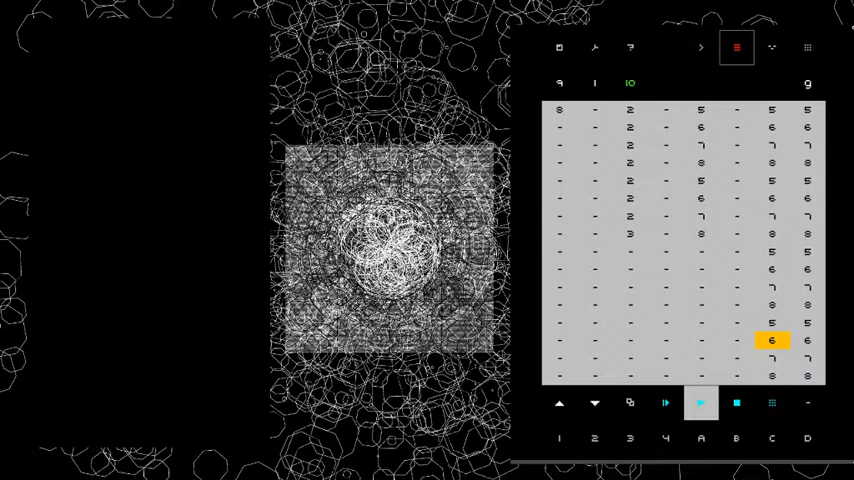 9 1 10 g
8 - 2 - 5 - 5 5
- - 2 - 6 - 6 6
- - 2 - 7 - 7 7
- - 2 - 8 - 8 8
- - 2 - 5 - 5 5
- - 2 - 6 - 6 6
- - 2 - 7 - 7 7
- - 3 - 8 - 8 8
- - - - - - 5 5
- - - - - - 6 6
- - - - - - 7 7
- - - - - - 8 8
- - - - - - 5 5
- - - - - - 6 6
- - - - - - 7 7
- - - - - - 8 8
-
1 2 3 4 A B C D